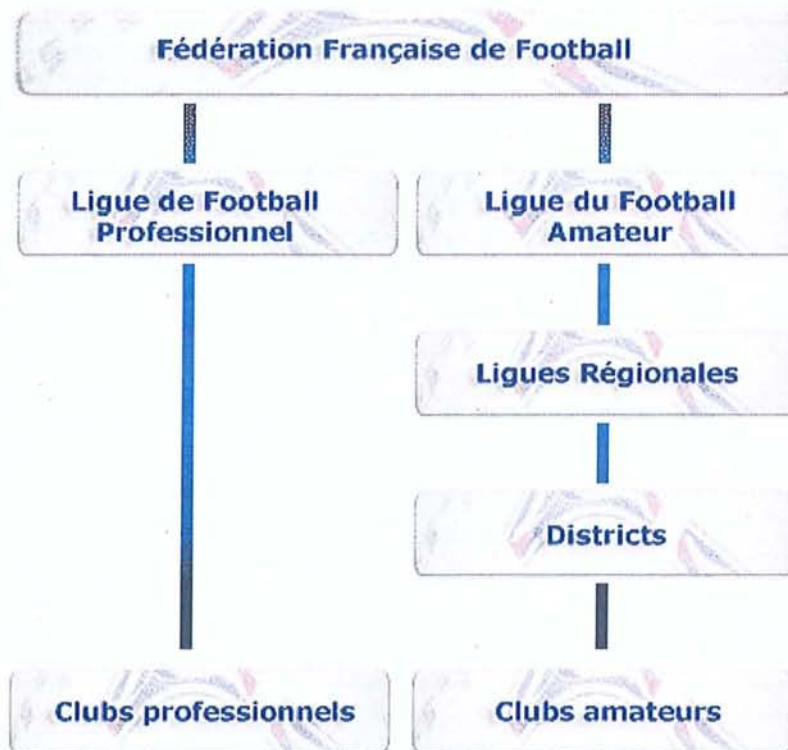 Fédération Française de Football
Ligue de Football
Professionnel
Ligue du Football
Amateur
Ligues Régionales
Districts
Clubs professionnels
Clubs amateurs